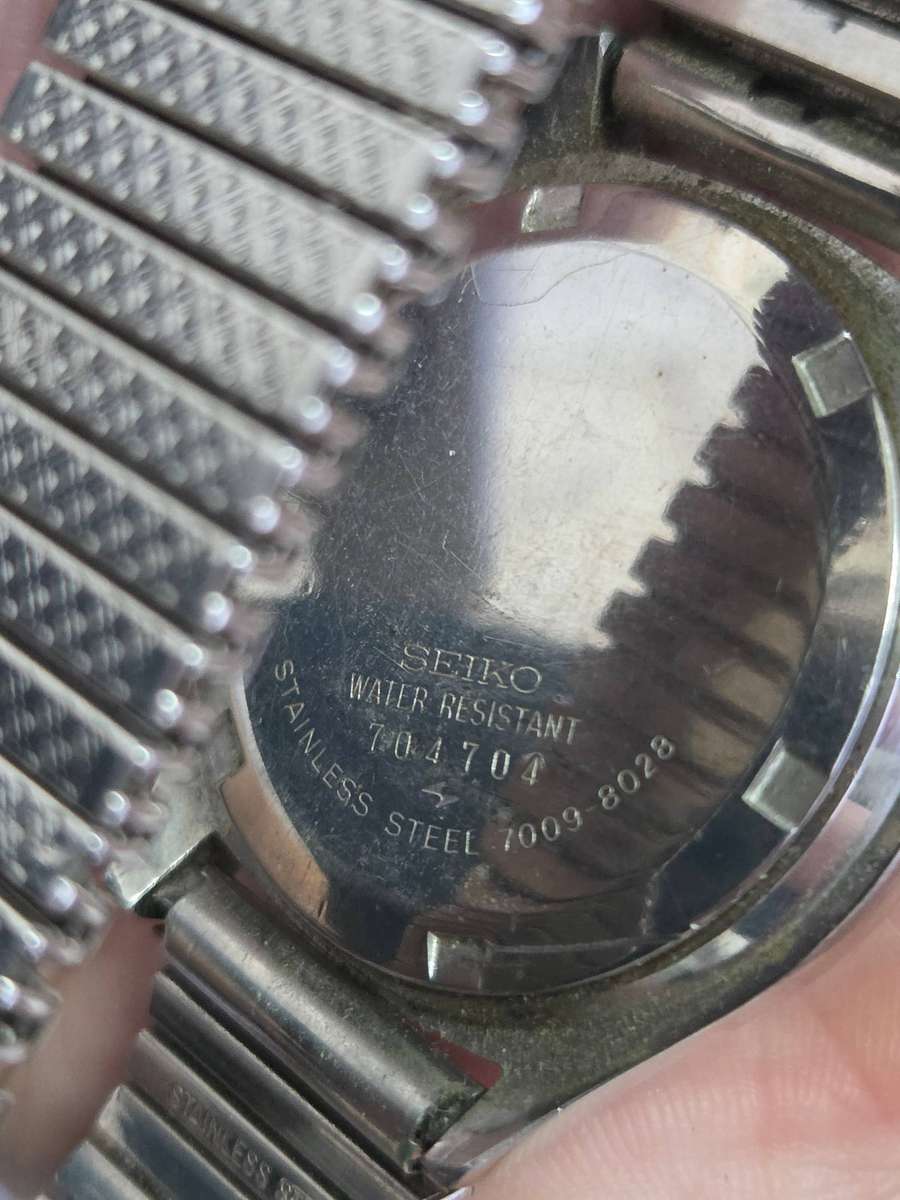 SEIKO
WATER RESISTANT
704704
STAINLESS STEEL 7009-8028
STAINLESS